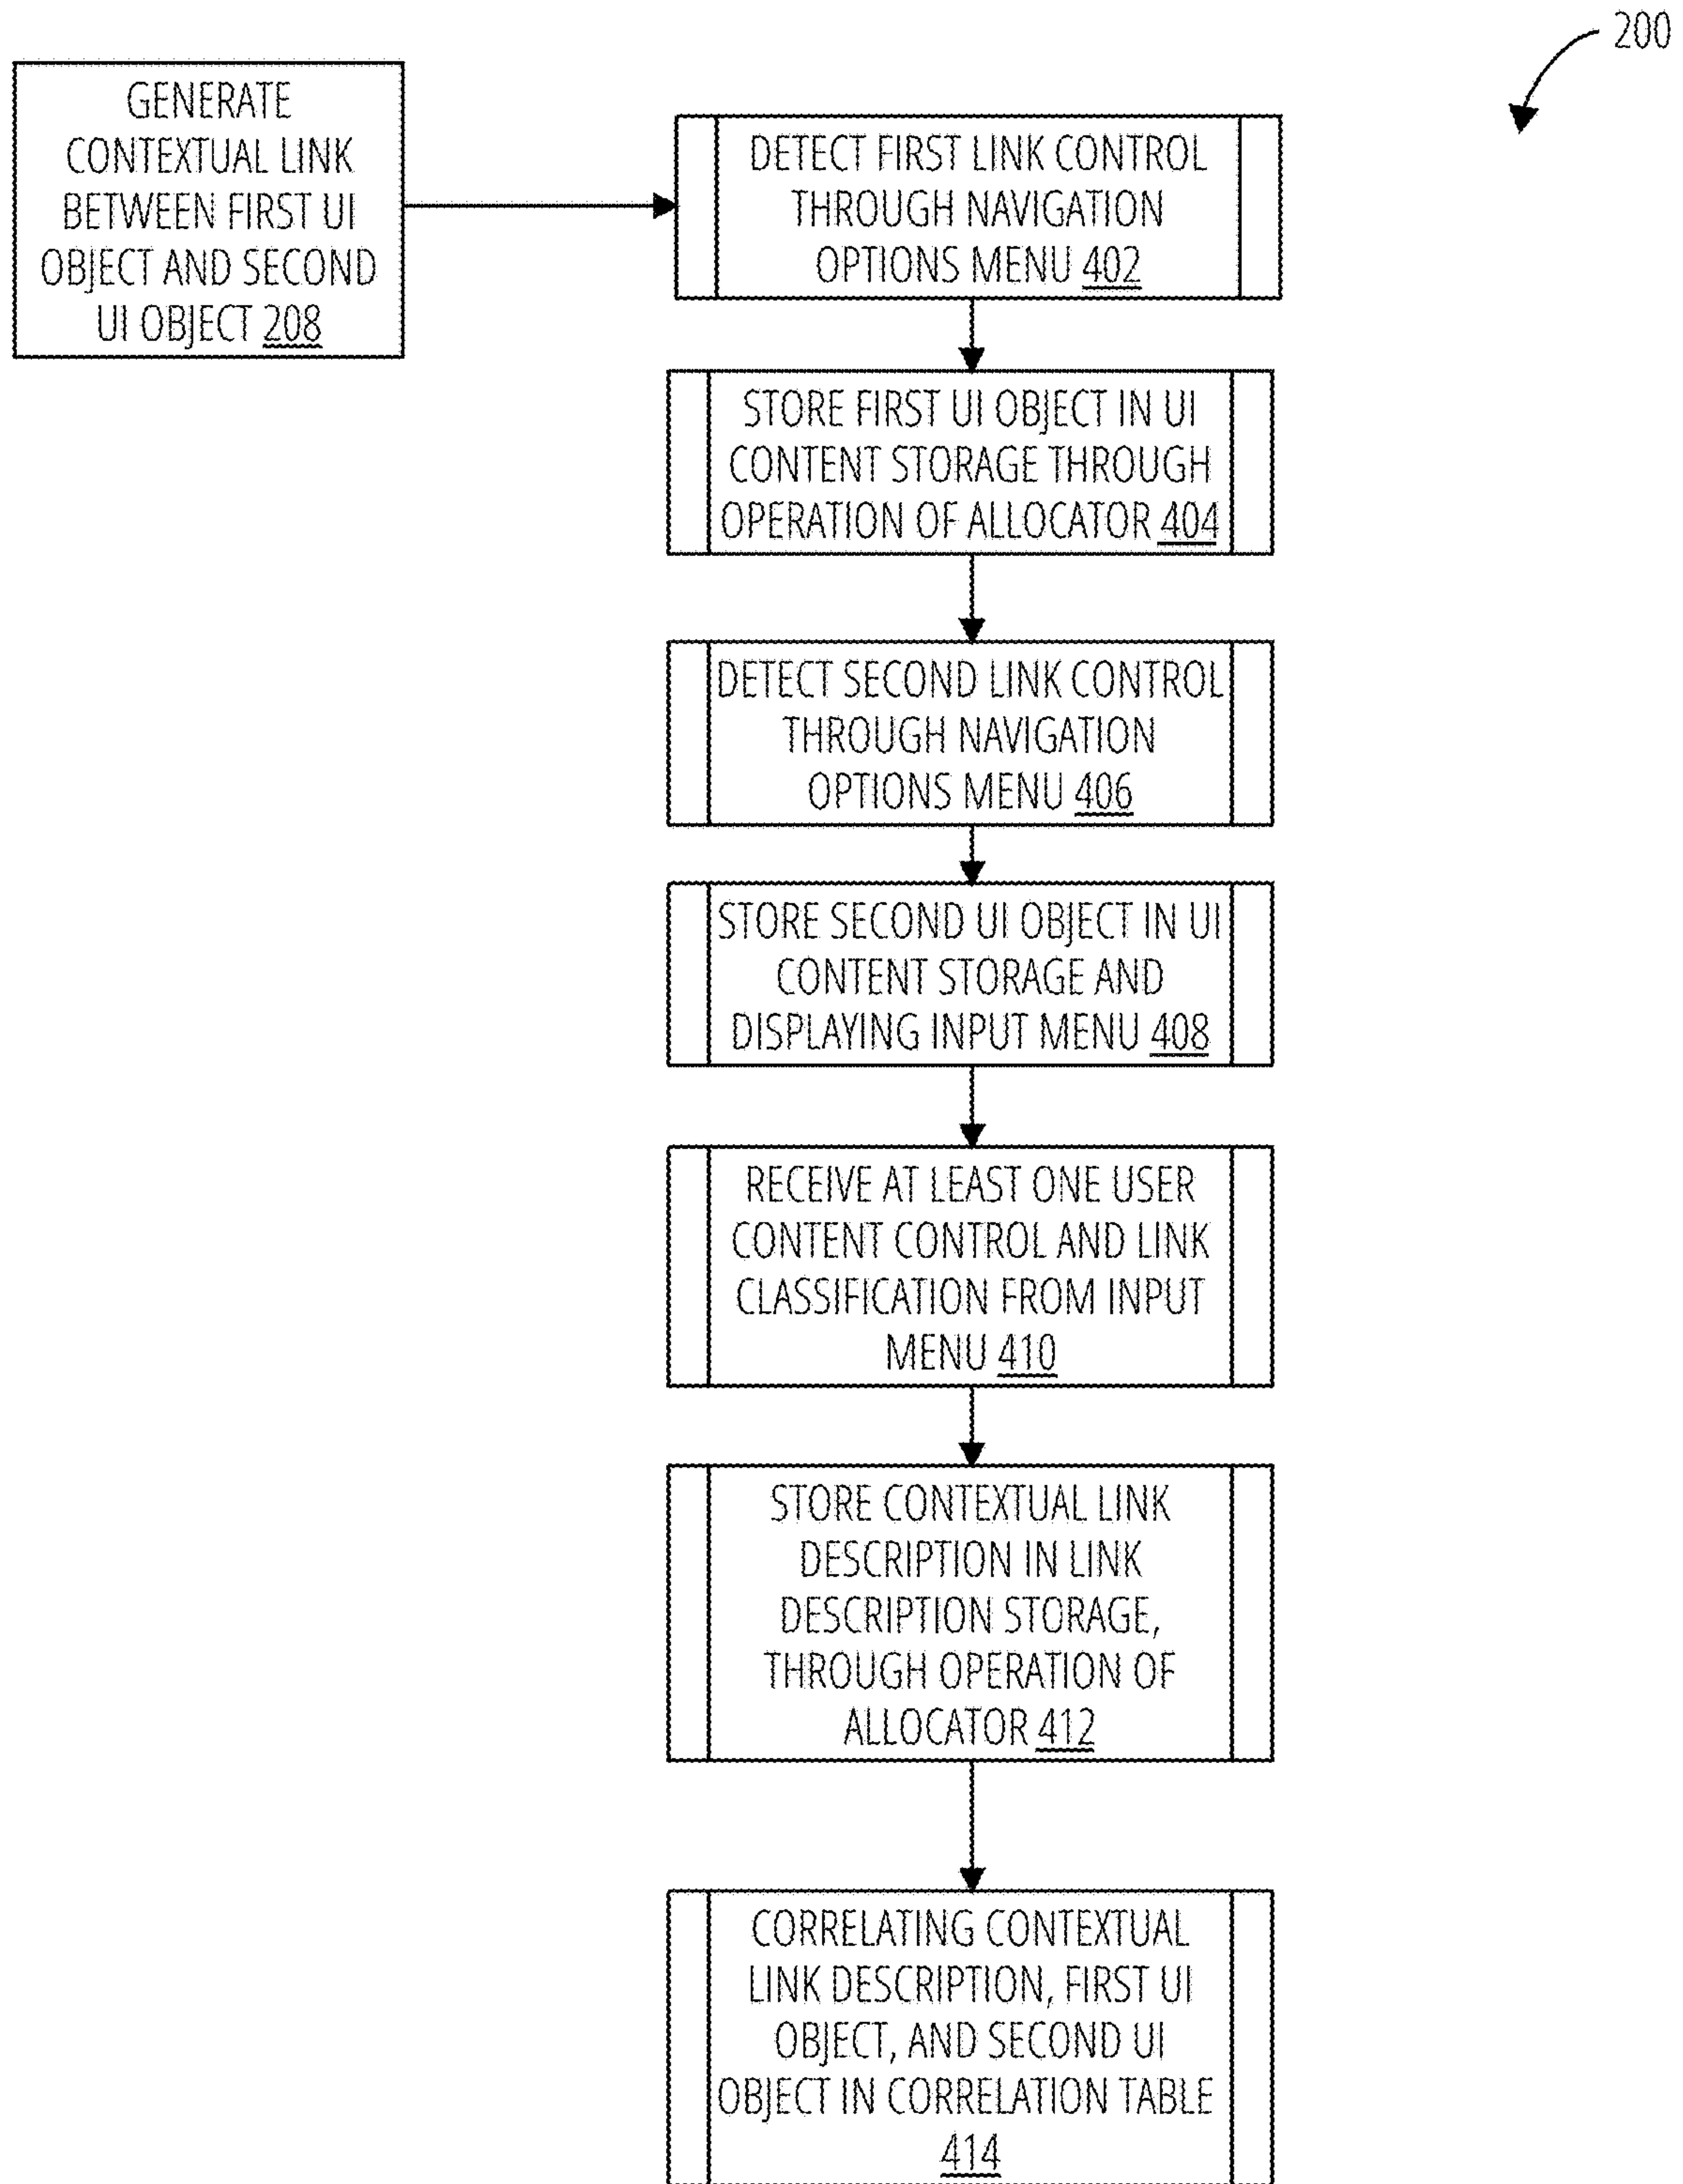 200
GENERATE
CONTEXTUAL LINK
BETWEEN FIRST UI
OBJECT AND SECOND
UI OBJECT 208
DETECT FIRST LINK CONTROL
THROUGH NAVIGATION
OPTIONS MENU 402
STORE FIRST UI OBJECT IN UI
CONTENT STORAGE THROUGH
OPERATION OF ALLOCATOR 404
DETECT SECOND LINK CONTROL
THROUGH NAVIGATION
OPTIONS MENU 406
STORE SECOND UI OBJECT IN UI
CONTENT STORAGE AND
DISPLAYING INPUT MENU 408
RECEIVE AT LEAST ONE USER
CONTENT CONTROL AND LINK
CLASSIFICATION FROM INPUT
MENU 410
STORE CONTEXTUAL LINK
DESCRIPTION IN LINK
DESCRIPTION STORAGE,
THROUGH OPERATION OF
ALLOCATOR 412
CORRELATING CONTEXTUAL
LINK DESCRIPTION, FIRST UI
OBJECT, AND SECOND UI
OBJECT IN CORRELATION TABLE
414